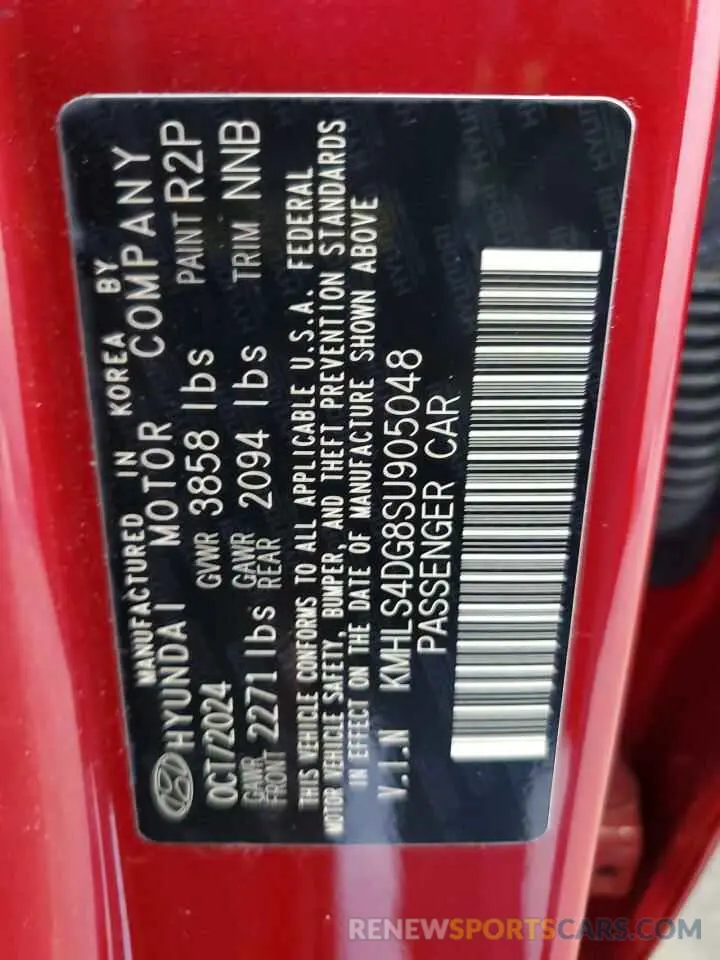 MANUFACTURED IN KOREA BY
HYUNDAI MOTOR COMPANY
OCT/2024 GVWR 3858 lbs PAINT R2P
GAWR FRONT 2271 lbs GAWR REAR 2094 lbs TRIM NNB
THIS VEHICLE CONFORMS TO ALL APPLICABLE U.S.A. FEDERAL
MOTOR VEHICLE SAFETY, BUMPER, AND THEFT PREVENTION STANDARDS
IN EFFECT ON THE DATE OF MANUFACTURE SHOWN ABOVE
V.I.N KMHLS4DG8SU905048
PASSENGER CAR
RENEWSPORTSCARS.COM